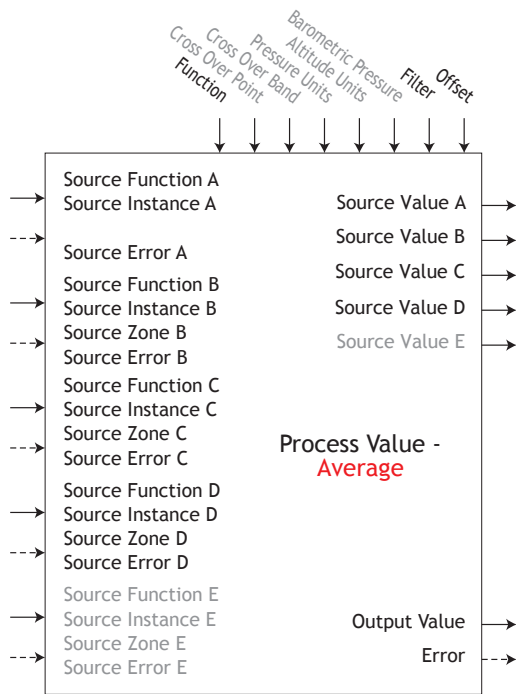 Function
Cross Over Point
Cross Over Band
Pressure Units
Altitude Units
Barometric Pressure
Filter
Offset
Source Function A
Source Instance A
Source Error A
Source Function B
Source Instance B
Source Zone B
Source Error B
Source Function C
Source Instance C
Source Zone C
Source Error C
Source Function D
Source Instance D
Source Zone D
Source Error D
Source Function E
Source Instance E
Source Zone E
Source Error E
Source Value A
Source Value B
Source Value C
Source Value D
Source Value E
Process Value -
Average
Output Value
Error